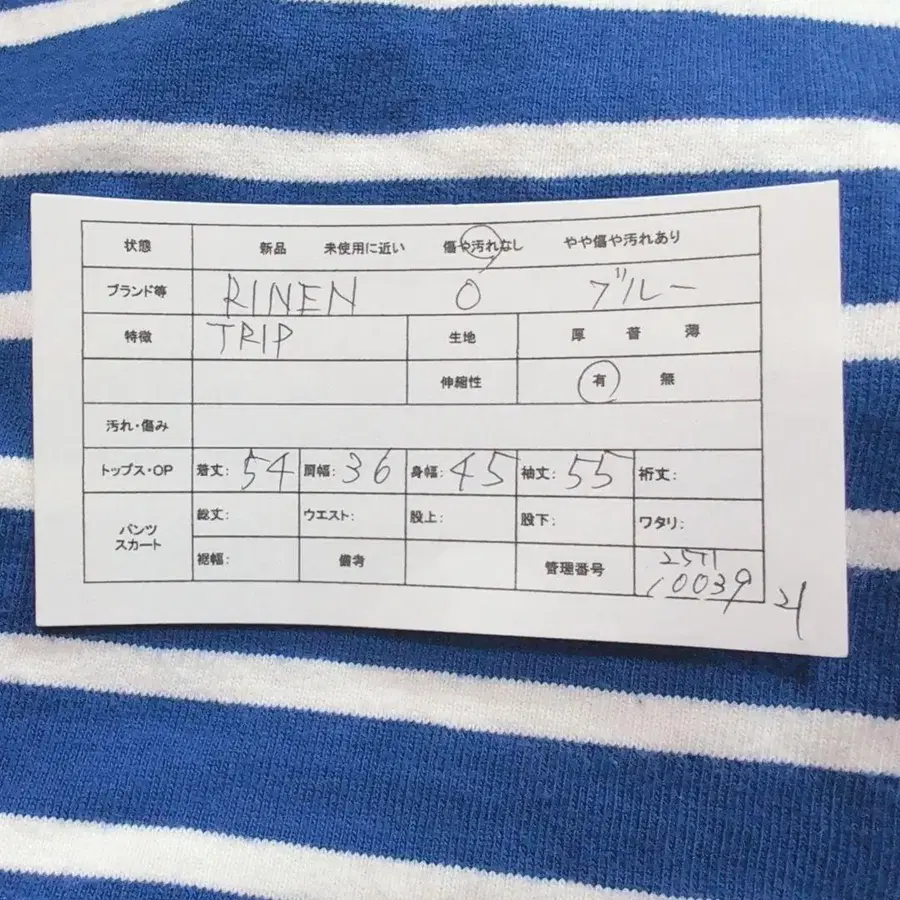 状態 新品 未使用に近い 傷や汚れなし やや傷や汚れあり
ブランド等 RINEN 0 ブルー
特徴 TRIP 生地 厚 普 薄
伸縮性 有 無
汚れ・傷み
トップス・OP 着丈: 54 肩幅: 36 身幅: 45 袖丈: 55 裄丈:
パンツ スカート 総丈: ウエスト: 股上: 股下: ワタリ:
裾幅: 備考 管理番号
10039